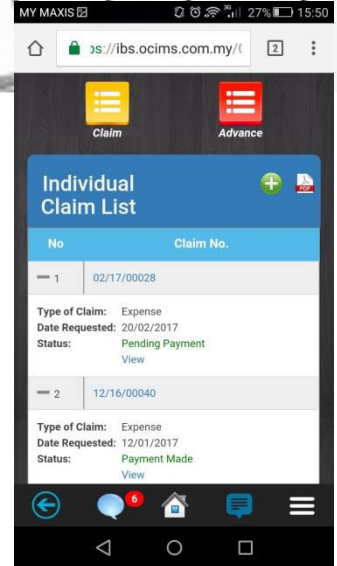 MY MAXIS 3G 27% 15:50
ps://ibs.ocims.com.my/( 2
Claim Advance
Individual
Claim List
PDF
No Claim No.
1 02/17/00028
Type of Claim: Expense
Date Requested: 20/02/2017
Status: Pending Payment
View
2 12/16/00040
Type of Claim: Expense
Date Requested: 12/01/2017
Status: Payment Made
View
6